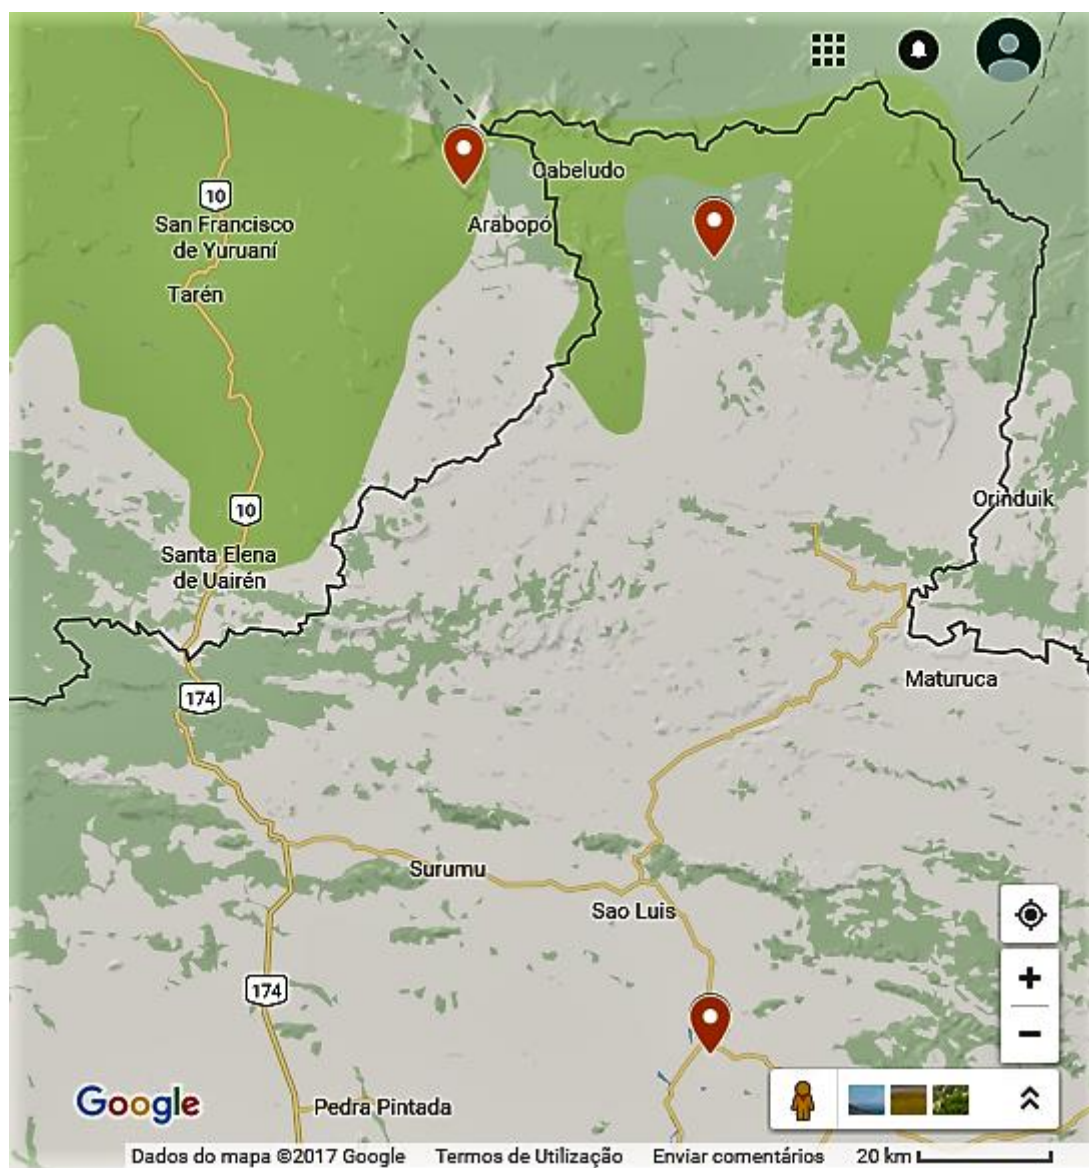 Cabeludo
10
San Francisco
de Yuruaní
Arabopó
Tarén
Orinduik
10
Santa Elena
de Uairén
Maturuca
174
Surumu
Sao Luis
174
Pedra Pintada
Google
Dados do mapa ©2017 Google Termos de Utilização Enviar comentários 20 km